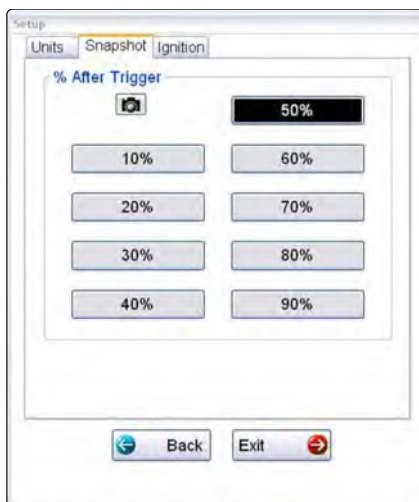 Setup
Units Snapshot Ignition
% After Trigger
50%
10% 60%
20% 70%
30% 80%
40% 90%
Back Exit